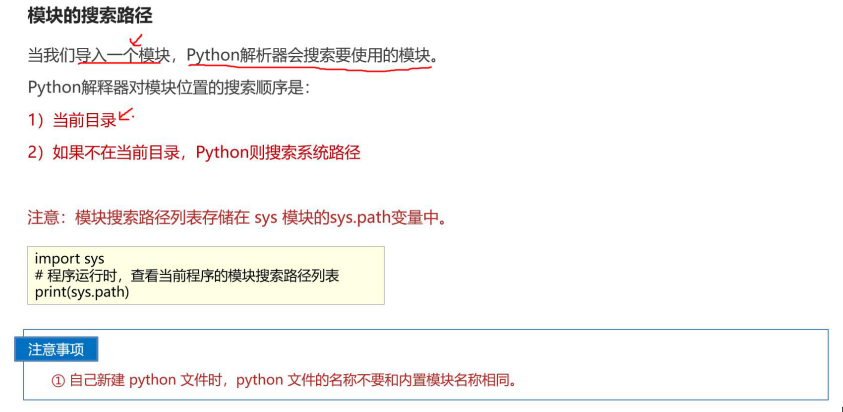 模块的搜索路径
当我们导入一个模块，Python解析器会搜索要使用的模块。
Python解释器对模块位置的搜索顺序是：
1）当前目录
2）如果不在当前目录，Python则搜索系统路径
注意：模块搜索路径列表存储在 sys 模块的sys.path变量中。
import sys
# 程序运行时，查看当前程序的模块搜索路径列表
print(sys.path)
注意事项
① 自己新建 python 文件时，python 文件的名称不要和内置模块名称相同。